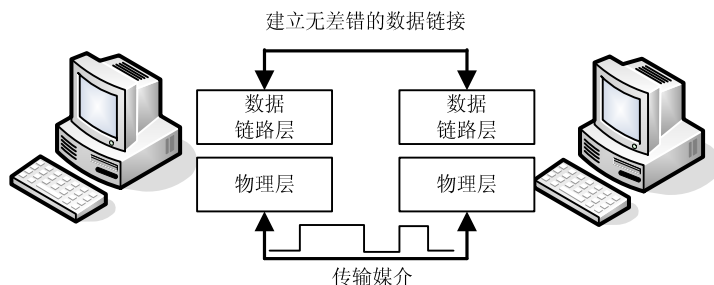 建立无差错的数据链接
数据
链路层
数据
链路层
物理层
物理层
传输媒介